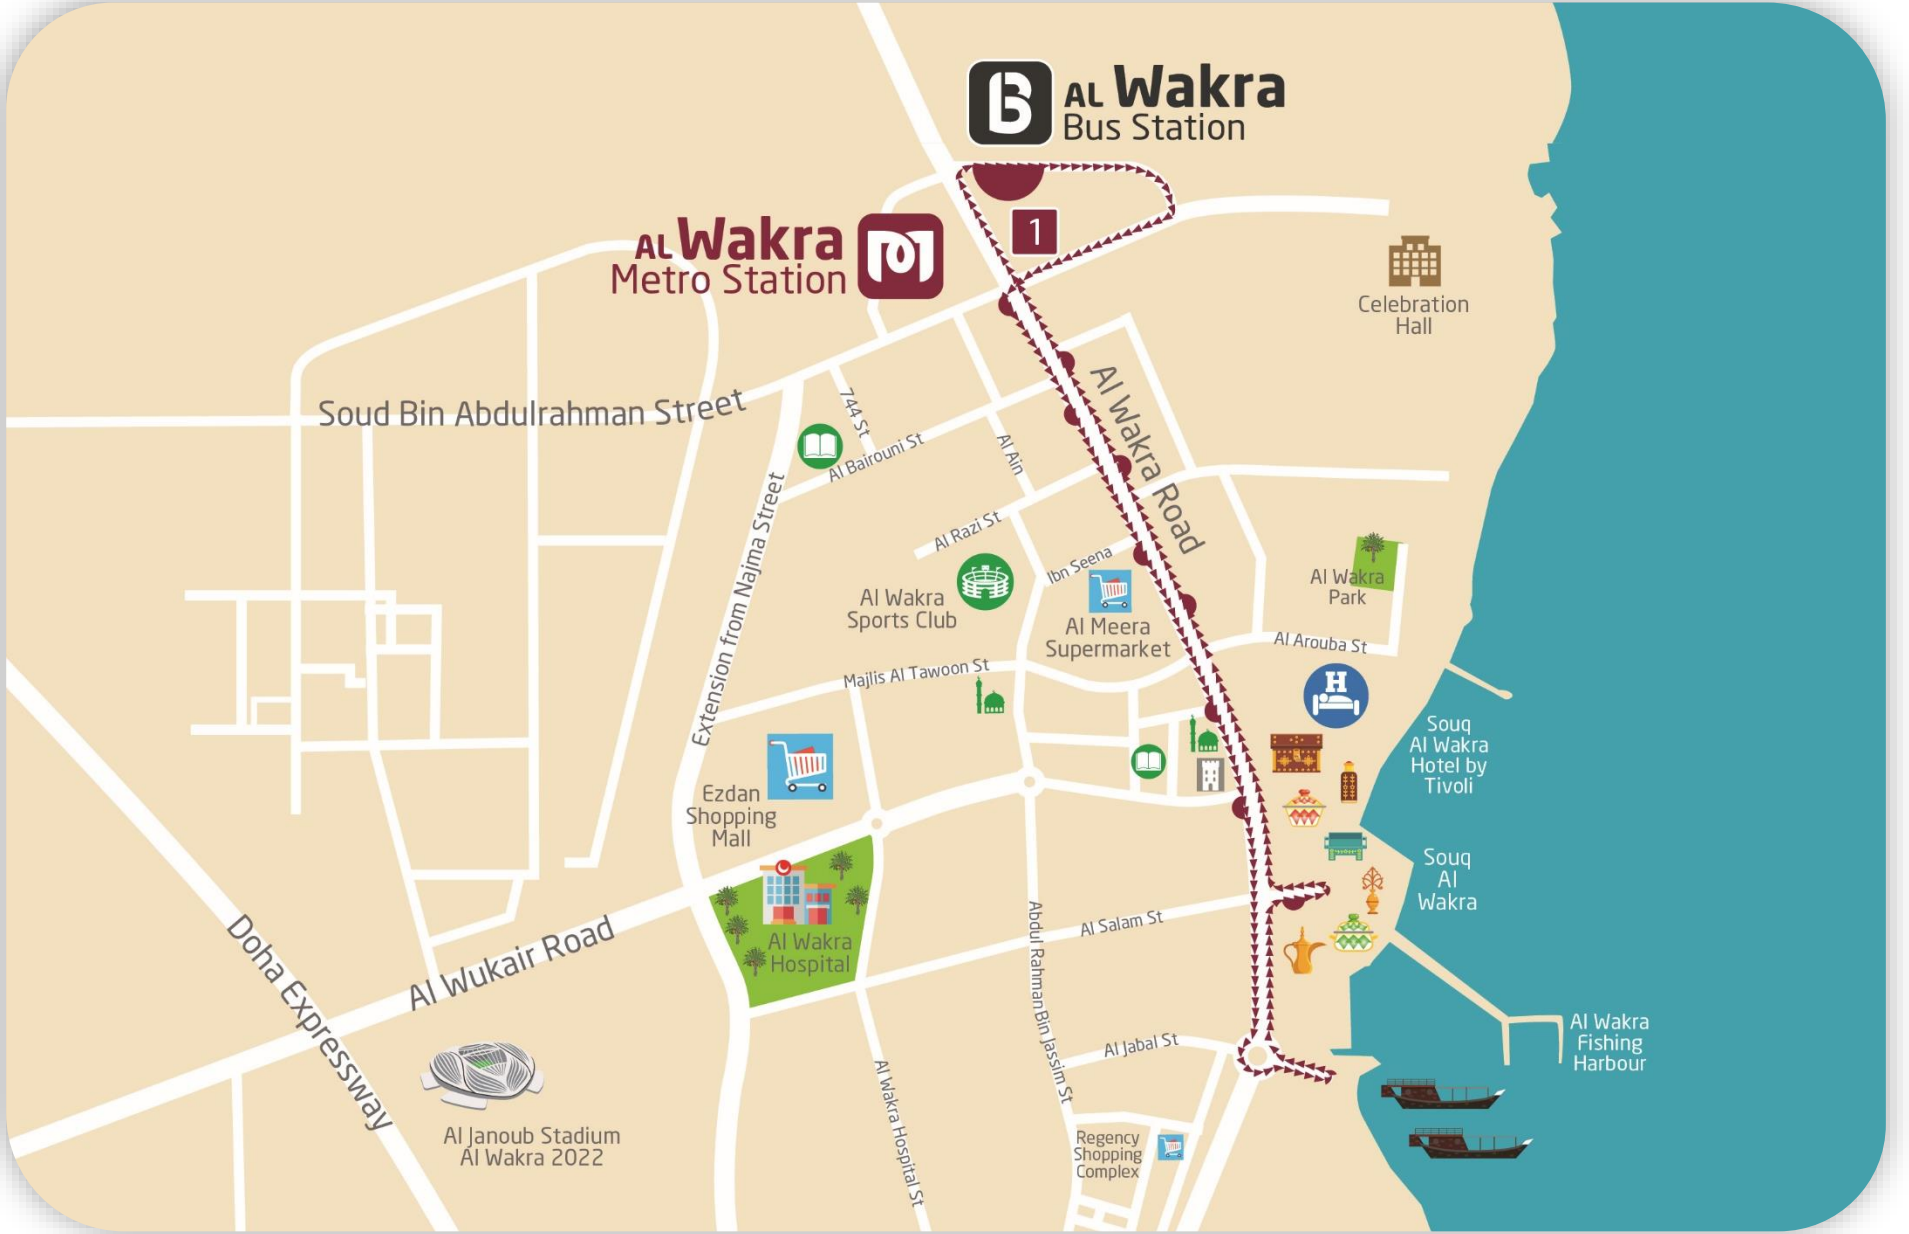 B
AL Wakra
Bus Station
AL Wakra
Metro Station
1
Celebration
Hall
Soud Bin Abdulrahman Street
744 St
Al Bairouni St
Al Ain
Al Wakra Road
Extension from Najma Street
Al Razi St
Ibn Seena
Al Wakra
Sports Club
Al Meera
Supermarket
Al Wakra
Park
Al Arouba St
Majlis Al Tawoon St
H
Souq
Al Wakra
Hotel by
Tivoli
Ezdan
Shopping
Mall
Souq
Al
Wakra
Al Wakra
Hospital
Al Salam St
Abdul Rahman Bin Jassim St
Doha Expressway
Al Wukair Road
Al Jabal St
Al Wakra
Fishing
Harbour
Al Janoub Stadium
Al Wakra 2022
Al Wakra Hospital St
Regency
Shopping
Complex